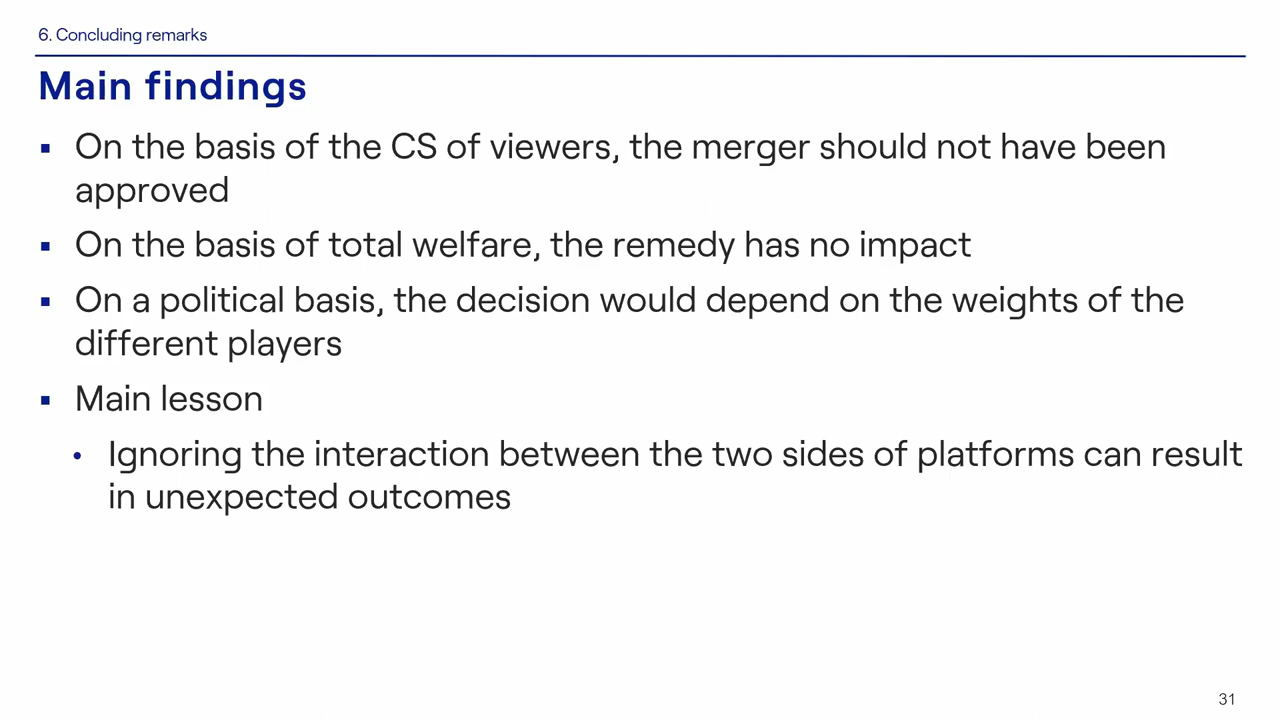 6. Concluding remarks
Main findings
▪ On the basis of the CS of viewers, the merger should not have been
approved
▪ On the basis of total welfare, the remedy has no impact
▪ On a political basis, the decision would depend on the weights of the
different players
▪ Main lesson
• Ignoring the interaction between the two sides of platforms can result
in unexpected outcomes
31